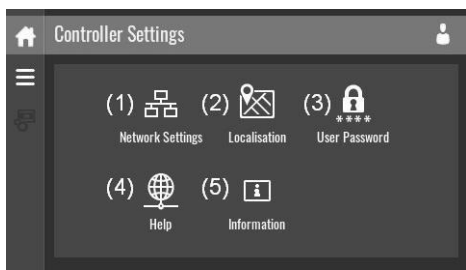 Controller Settings
(1) (2) (3)
****
Network Settings Localisation User Password
(4) (5)
Help Information